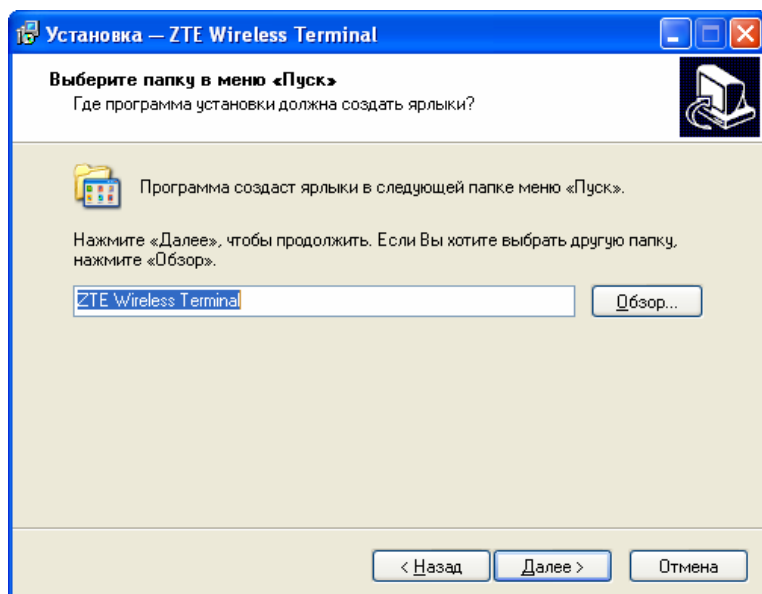 Установка — ZTE Wireless Terminal
Выберите папку в меню «Пуск»
Где программа установки должна создать ярлыки?
Программа создаст ярлыки в следующей папке меню «Пуск».
Нажмите «Далее», чтобы продолжить. Если Вы хотите выбрать другую папку,
нажмите «Обзор».
ZTE Wireless Terminal
Обзор...
< Назад
Далее >
Отмена